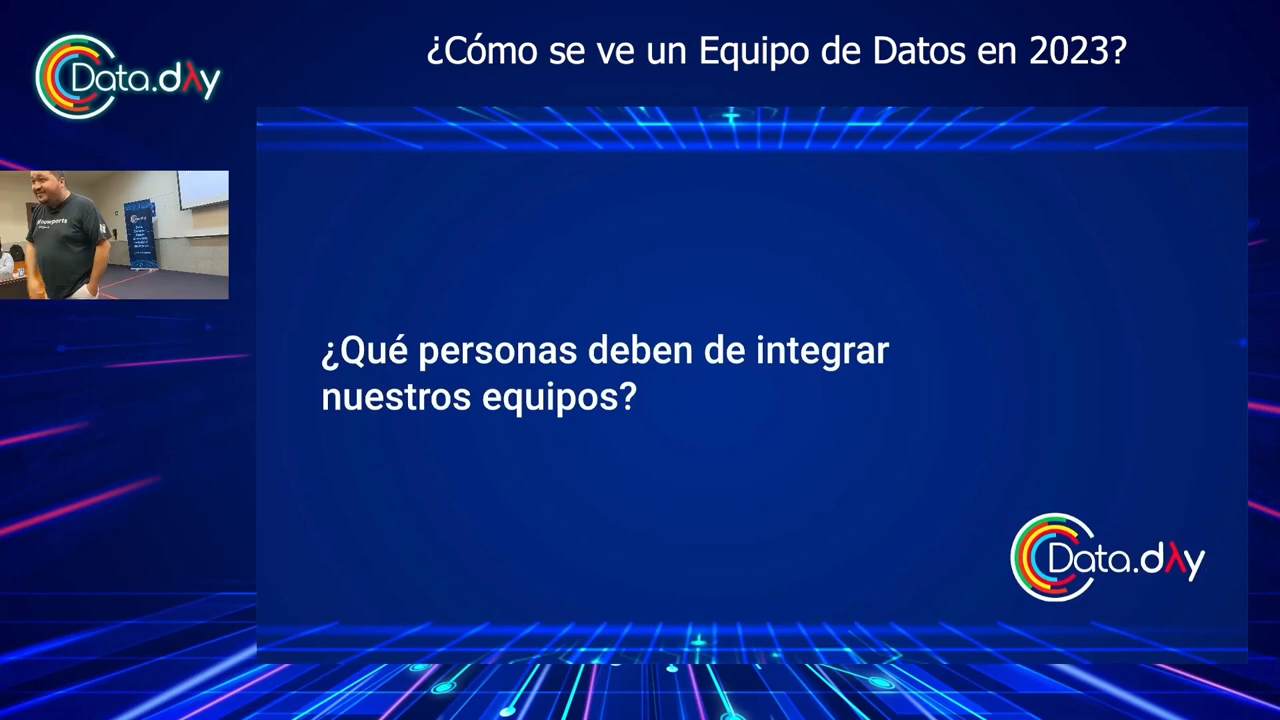 Data.dλy
¿Cómo se ve un Equipo de Datos en 2023?
¿Qué personas deben de integrar
nuestros equipos?
Data.dλy